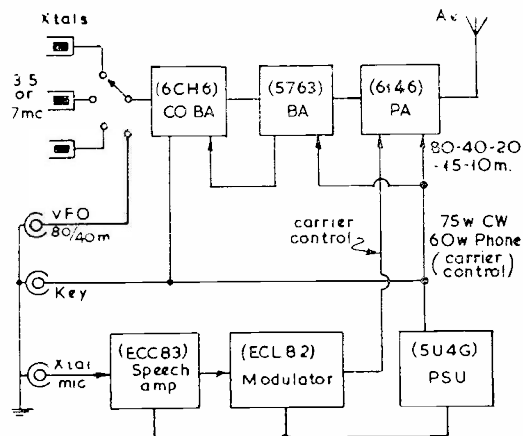 Xtals
Ae
3.5
or
7mc
(6CH6)
CO BA
(5763)
BA
(6146)
PA
80-40-20
-15-10m.
VFO
80/40m
carrier
control
75w CW
60w Phone
(carrier
control)
Key
Xtal
mic
(ECC83)
Speech
amp
(ECL82)
Modulator
(5U4G)
PSU